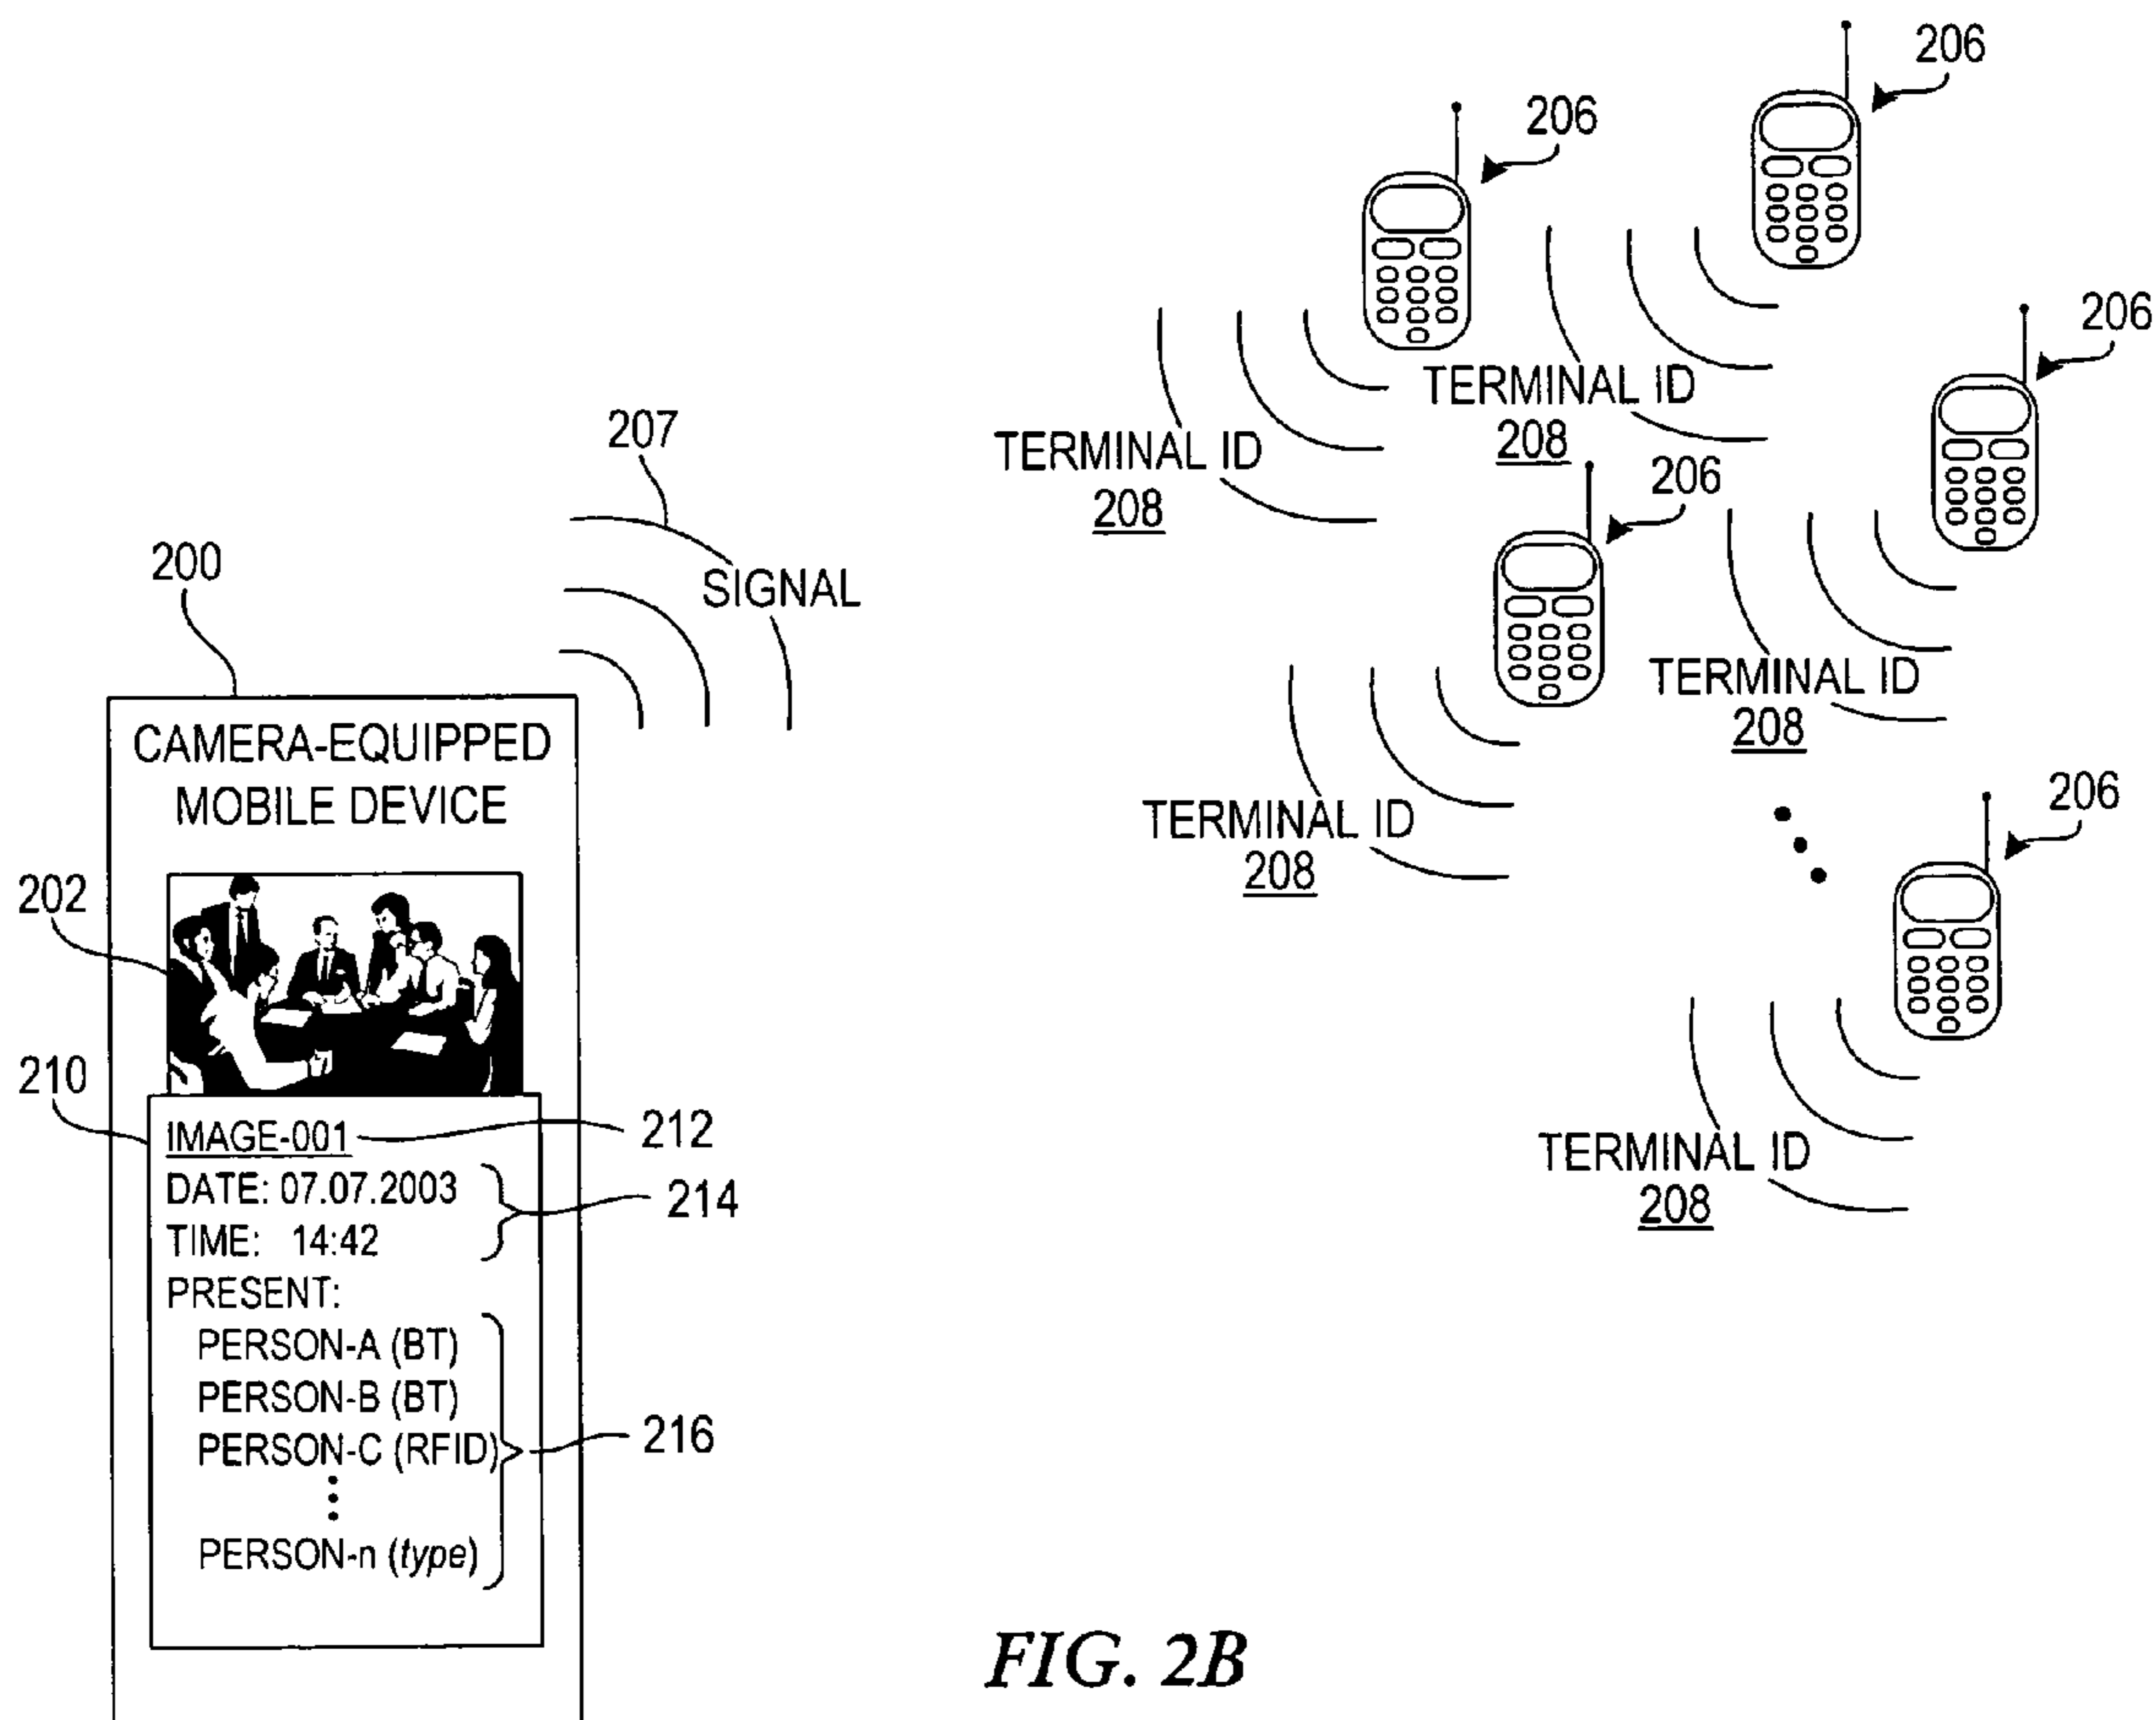 206
206
206
TERMINAL ID
208
207
TERMINAL ID
208
206
SIGNAL
200
TERMINAL ID
208
CAMERA-EQUIPPED
MOBILE DEVICE
206
TERMINAL ID
208
202
210
IMAGE-001
212
DATE: 07.07.2003
214
TIME: 14:42
TERMINAL ID
208
PRESENT:
PERSON-A (BT)
PERSON-B (BT)
PERSON-C (RFID)
216
PERSON-n (type)
FIG. 2B